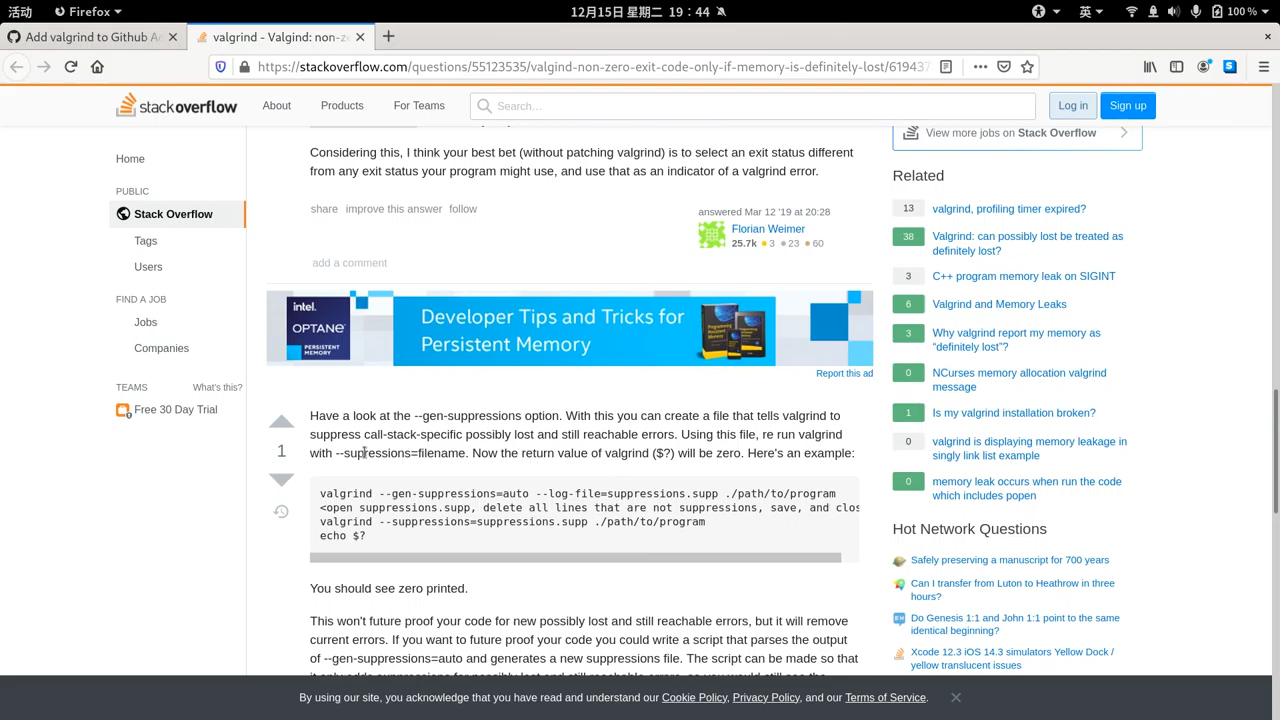 活动 Firefox 12月15日 星期二 19：44 英 100 %
Add valgrind to Github A
valgrind - Valgind: non-z
https://stackoverflow.com/questions/55123535/valgind-non-zero-exit-code-only-if-memory-is-definitely-lost/619437
stackoverflow About Products For Teams Search… Log in Sign up
Home
PUBLIC
Stack Overflow
Tags
Users
FIND A JOB
Jobs
Companies
TEAMS What's this?
Free 30 Day Trial
Considering this, I think your best bet (without patching valgrind) is to select an exit status different
from any exit status your program might use, and use that as an indicator of a valgrind error.
share improve this answer follow
answered Mar 12 '19 at 20:28
Florian Weimer
25.7k 3 23 60
add a comment
intel.
OPTANE
PERSISTENT
MEMORY
Developer Tips and Tricks for
Persistent Memory
Report this ad
1
Have a look at the --gen-suppressions option. With this you can create a file that tells valgrind to
suppress call-stack-specific possibly lost and still reachable errors. Using this file, re run valgrind
with --suppressions=filename. Now the return value of valgrind ($?) will be zero. Here's an example:
valgrind --gen-suppressions=auto --log-file=suppressions.supp ./path/to/program
<open suppressions.supp, delete all lines that are not suppressions, save, and clos
valgrind --suppressions=suppressions.supp ./path/to/program
echo $?
You should see zero printed.
This won't future proof your code for new possibly lost and still reachable errors, but it will remove
current errors. If you want to future proof your code you could write a script that parses the output
of --gen-suppressions=auto and generates a new suppressions file. The script can be made so that
View more jobs on Stack Overflow
Related
13 valgrind, profiling timer expired?
38 Valgrind: can possibly lost be treated as
definitely lost?
3 C++ program memory leak on SIGINT
6 Valgrind and Memory Leaks
3 Why valgrind report my memory as
“definitely lost”?
0 NCurses memory allocation valgrind
message
1 Is my valgrind installation broken?
0 valgrind is displaying memory leakage in
singly link list example
0 memory leak occurs when run the code
which includes popen
Hot Network Questions
Safely preserving a manuscript for 700 years
Can I transfer from Luton to Heathrow in three
hours?
Do Genesis 1:1 and John 1:1 point to the same
identical beginning?
Xcode 12.3 iOS 14.3 simulators Yellow Dock /
yellow translucent issues
By using our site, you acknowledge that you have read and understand our Cookie Policy, Privacy Policy, and our Terms of Service.